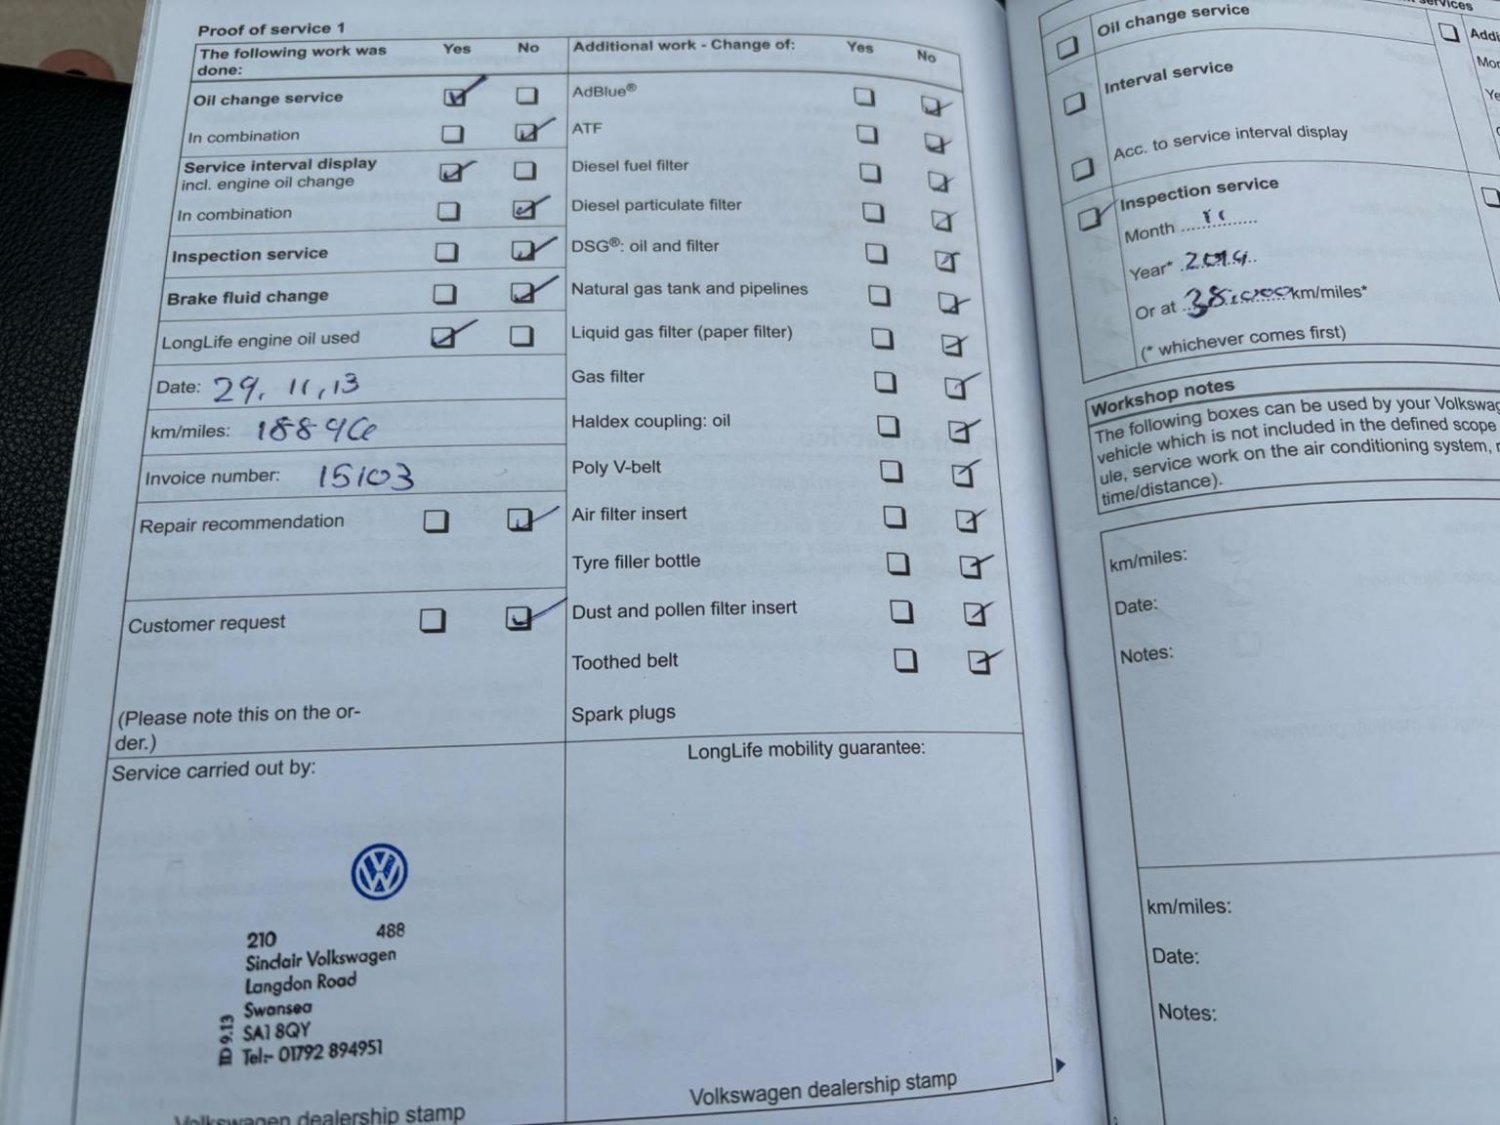 Proof of service 1
The following work was done: Yes No
Oil change service
In combination
Service interval display
incl. engine oil change
In combination
Inspection service
Brake fluid change
LongLife engine oil used
Date: 29. 11, 13
km/miles: 18896
Invoice number: 15103
Repair recommendation
Customer request
(Please note this on the or-
der.)
Service carried out by:
210 488
Sinclair Volkswagen
Langdon Road
Swansea
SA1 8QY
Tel:- 01792 894951
ID 9.13
Volkswagen dealership stamp
Additional work - Change of: Yes No
AdBlue®
ATF
Diesel fuel filter
Diesel particulate filter
DSG®: oil and filter
Natural gas tank and pipelines
Liquid gas filter (paper filter)
Gas filter
Haldex coupling: oil
Poly V-belt
Air filter insert
Tyre filler bottle
Dust and pollen filter insert
Toothed belt
Spark plugs
LongLife mobility guarantee:
Volkswagen dealership stamp
Oil change service
Interval service
Acc. to service interval display
Inspection service
Month 11
Year*
Or at 38,000 km/miles*
(* whichever comes first)
Workshop notes
The following boxes can be used by your
vehicle which is not included in the defined scope
ule, service work on the air conditioning system,
time/distance).
km/miles:
Date:
Notes:
km/miles:
Date:
Notes: